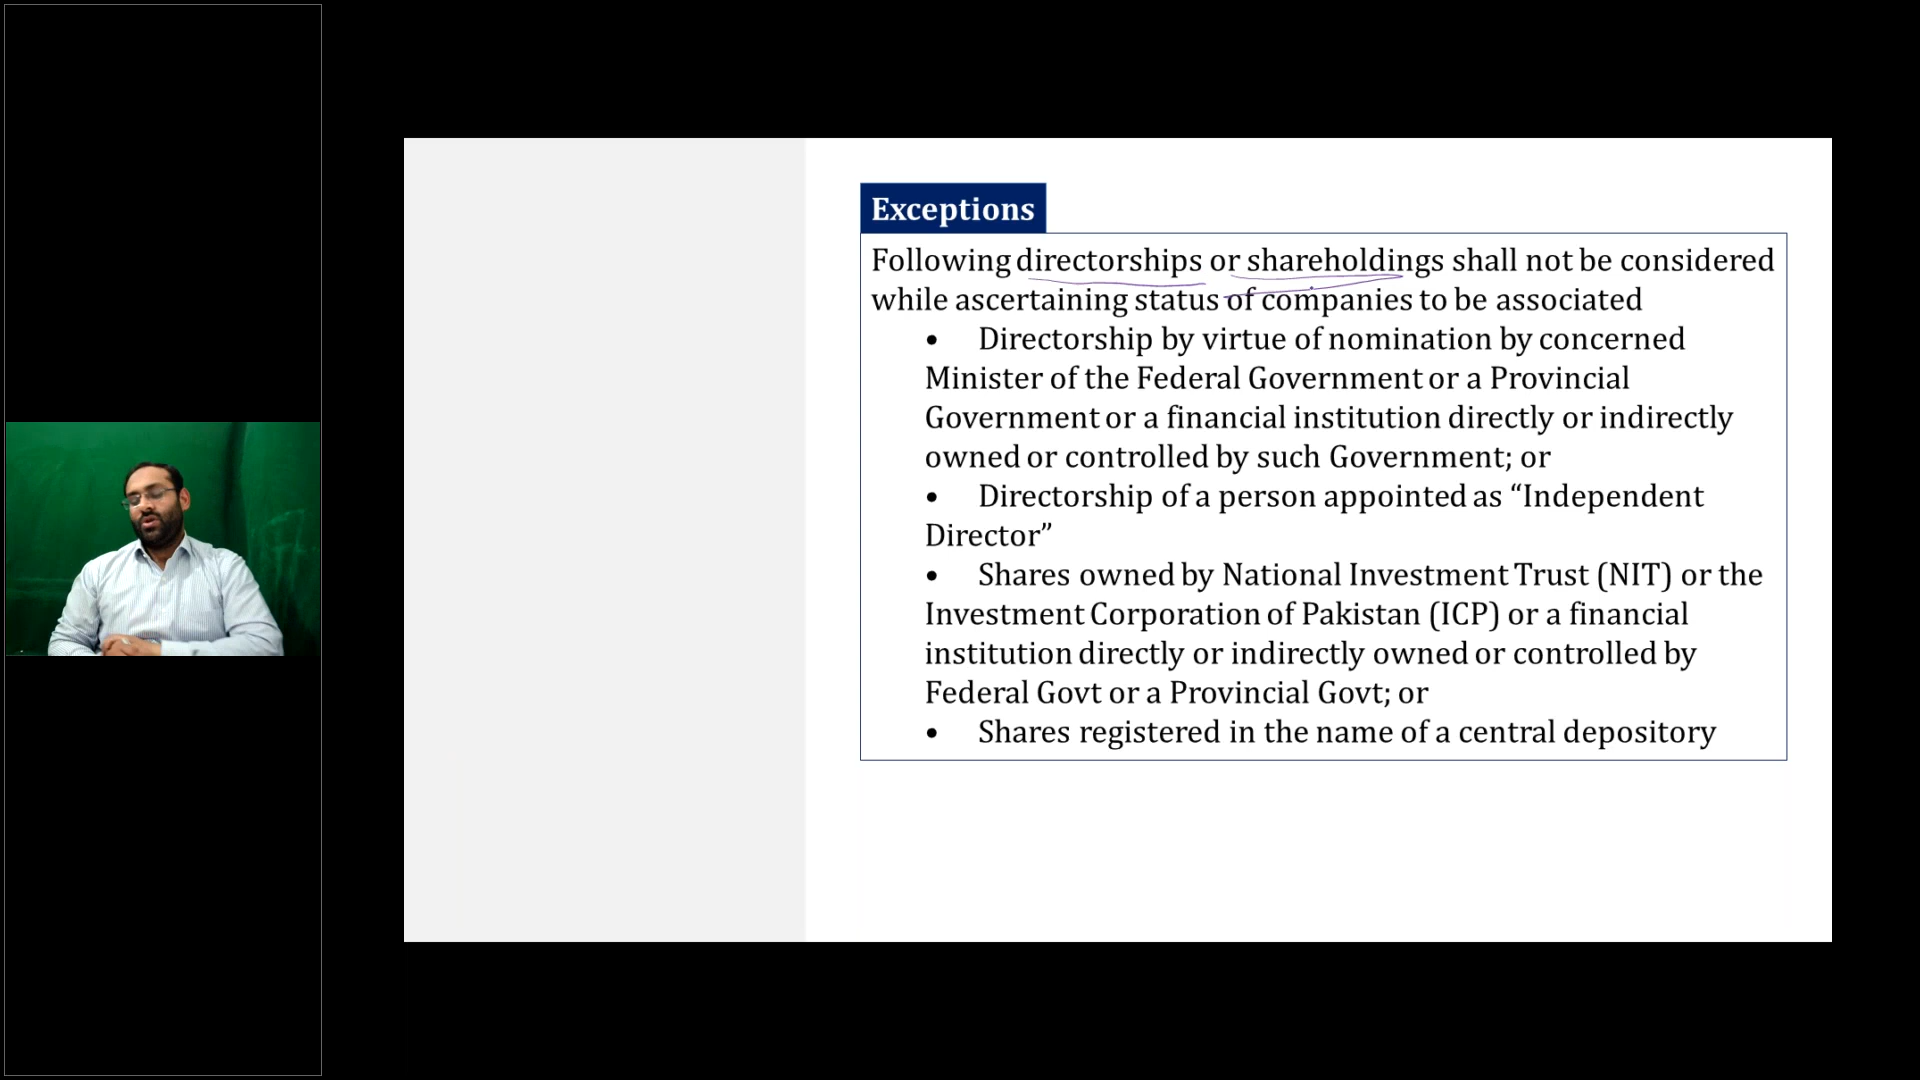 Exceptions
Following directorships or shareholdings shall not be considered
while ascertaining status of companies to be associated
• Directorship by virtue of nomination by concerned
Minister of the Federal Government or a Provincial
Government or a financial institution directly or indirectly
owned or controlled by such Government; or
• Directorship of a person appointed as “Independent
Director”
• Shares owned by National Investment Trust (NIT) or the
Investment Corporation of Pakistan (ICP) or a financial
institution directly or indirectly owned or controlled by
Federal Govt or a Provincial Govt; or
• Shares registered in the name of a central depository